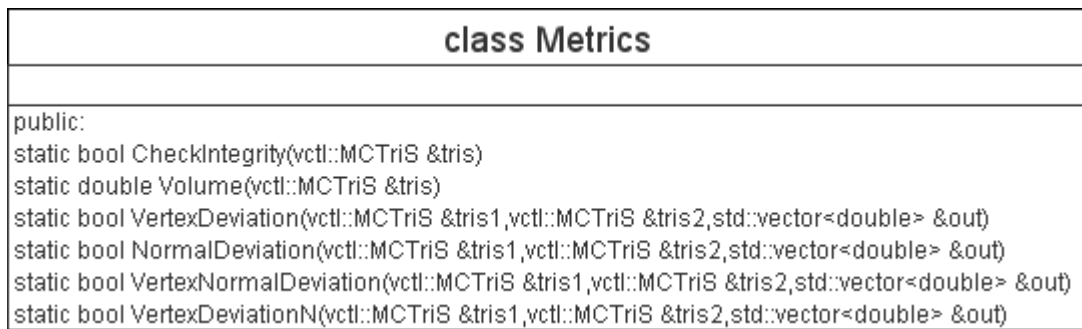 class Metrics
public:
static bool CheckIntegrity(vctl::MCTriS &tris)
static double Volume(vctl::MCTriS &tris)
static bool VertexDeviation(vctl::MCTriS &tris1,vctl::MCTriS &tris2,std::vector<double> &out)
static bool NormalDeviation(vctl::MCTriS &tris1,vctl::MCTriS &tris2,std::vector<double> &out)
static bool VertexNormalDeviation(vctl::MCTriS &tris1,vctl::MCTriS &tris2,std::vector<double> &out)
static bool VertexDeviationN(vctl::MCTriS &tris1,vctl::MCTriS &tris2,std::vector<double> &out)